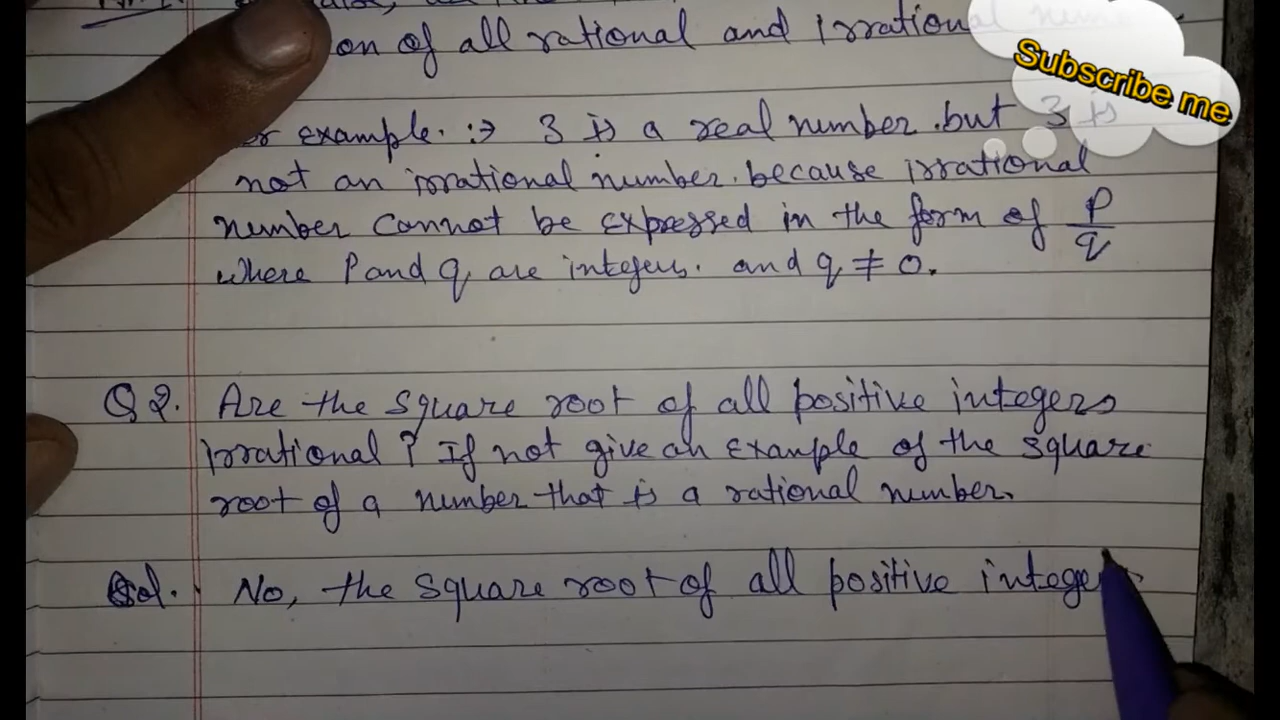 on of all rational and irrational
Subscribe me
example. :→ 3 is a real number. but 3 is
not an irrational number. because irrational
number cannot be expressed in the form of P/q
where P and q are integers. and q ≠ 0.
Q2. Are the square root of all positive integers
irrational? If not give an example of the square
root of a number that is a rational number.
Sol. No, the square root of all positive intege